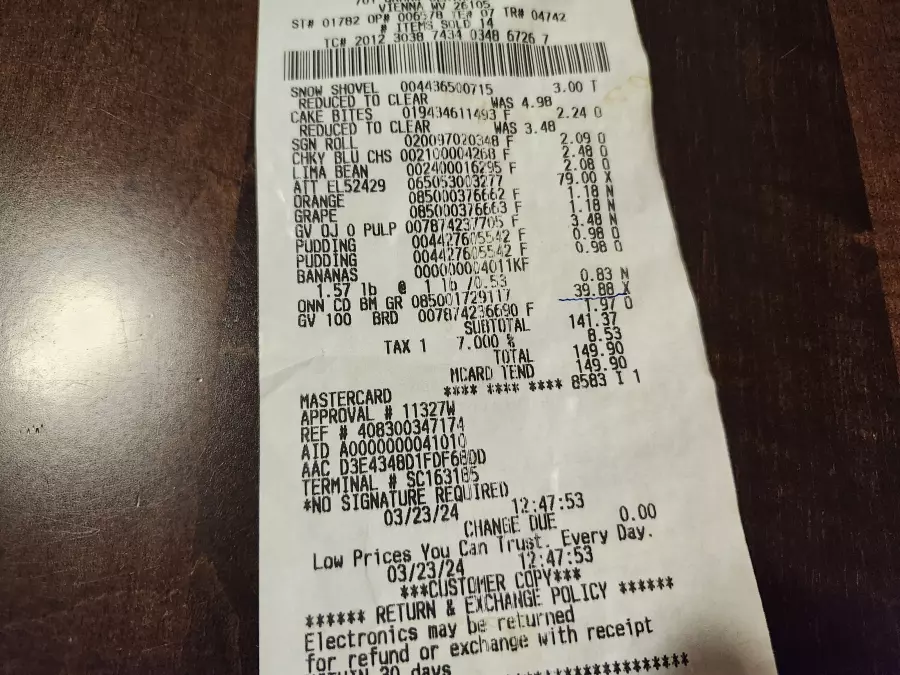 VIENNA WV 26105
ST# 01782 OP# 006578 TE# 07 TR# 04742
# ITEMS SOLD 14
TC# 2012 3038 7434 0348 6726 7
SNOW SHOVEL 004436500715 3.00 T
REDUCED TO CLEAR WAS 4.98
CAKE BITES 019434611493 F 2.24 O
REDUCED TO CLEAR WAS 3.48
SGN ROLL 020097020348 F 2.09 O
CHKY BLU CHS 002100004268 F 2.48 O
LIMA BEAN 002400016295 F 2.08 O
ATT EL52429 065053003277 79.00 X
ORANGE 085000376662 F 1.18 N
GRAPE 085000376663 F 1.18 N
GV OJ O PULP 007874237705 F 3.48 N
PUDDING 004427605542 F 0.98 O
PUDDING 004427605542 F 0.98 O
BANANAS 000000004011KF
1.57 lb @ 1 lb /0.53 0.83 N
ONN CD BM GR 085001729117 39.88 X
GV 100 BRD 007874236690 F 1.97 O
SUBTOTAL 141.37
TAX 1 7.000 % 8.53
TOTAL 149.90
MCARD TEND 149.90
MASTERCARD **** **** **** 8583 I 1
APPROVAL # 11327W
REF # 408300347174
AID A0000000041010
AAC D3E4348D1FDF680D
TERMINAL # SC163185
*NO SIGNATURE REQUIRED
03/23/24 12:47:53
CHANGE DUE 0.00
Low Prices You Can Trust. Every Day.
03/23/24 12:47:53
***CUSTOMER COPY***
****** RETURN & EXCHANGE POLICY ******
Electronics may be returned
for refund or exchange with receipt
30 days